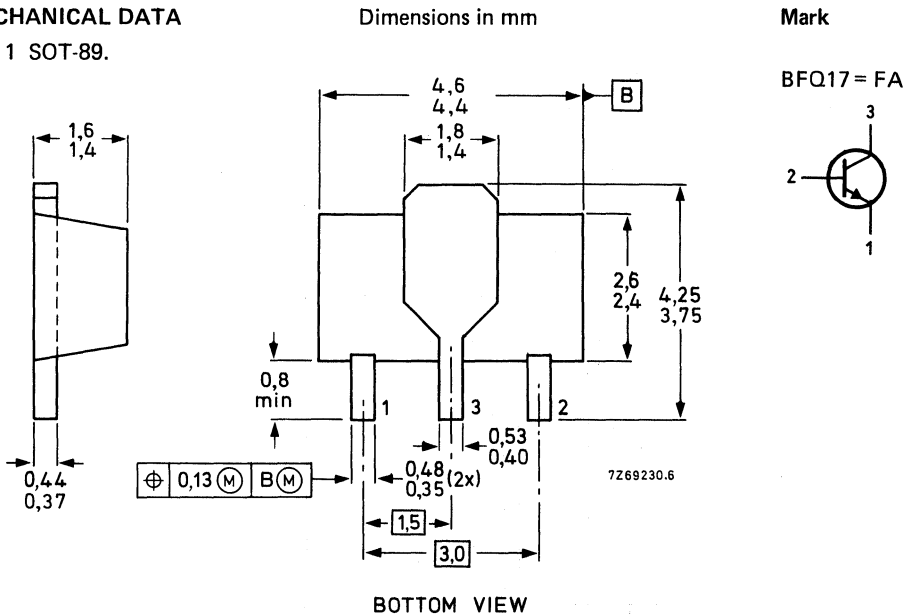 CHANICAL DATA
Dimensions in mm
Mark
1 SOT-89.
BFQ17 = FA
4,6
4,4
B
1,8
1,4
1,6
1,4
3
2
1
2,6
2,4
4,25
3,75
0,8
min
1
3
2
0,53
0,40
0,44
0,37
0,13 M B M
0,48
0,35 (2x)
7Z69230.6
1,5
3,0
BOTTOM VIEW